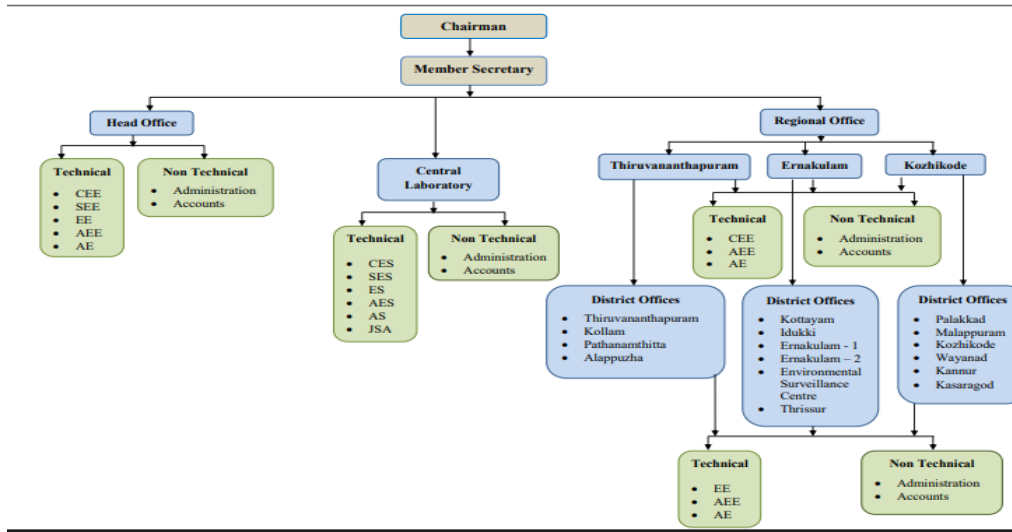 Chairman
Member Secretary
Head Office
Regional Office
Technical
• CEE
• SEE
• EE
• AEE
• AE
Non Technical
• Administration
• Accounts
Central
Laboratory
Technical
• CES
• SES
• ES
• AES
• AS
• JSA
Non Technical
• Administration
• Accounts
Thiruvananthapuram
Ernakulam
Kozhikode
Technical
• CEE
• AEE
• AE
Non Technical
• Administration
• Accounts
District Offices
• Thiruvananthapuram
• Kollam
• Pathanamthitta
• Alappuzha
District Offices
• Kottayam
• Idukki
• Ernakulam - 1
• Ernakulam – 2
• Environmental
Surveillance
Centre
• Thrissur
District Offices
• Palakkad
• Malappuram
• Kozhikode
• Wayanad
• Kannur
• Kasaragod
Technical
• EE
• AEE
• AE
Non Technical
• Administration
• Accounts